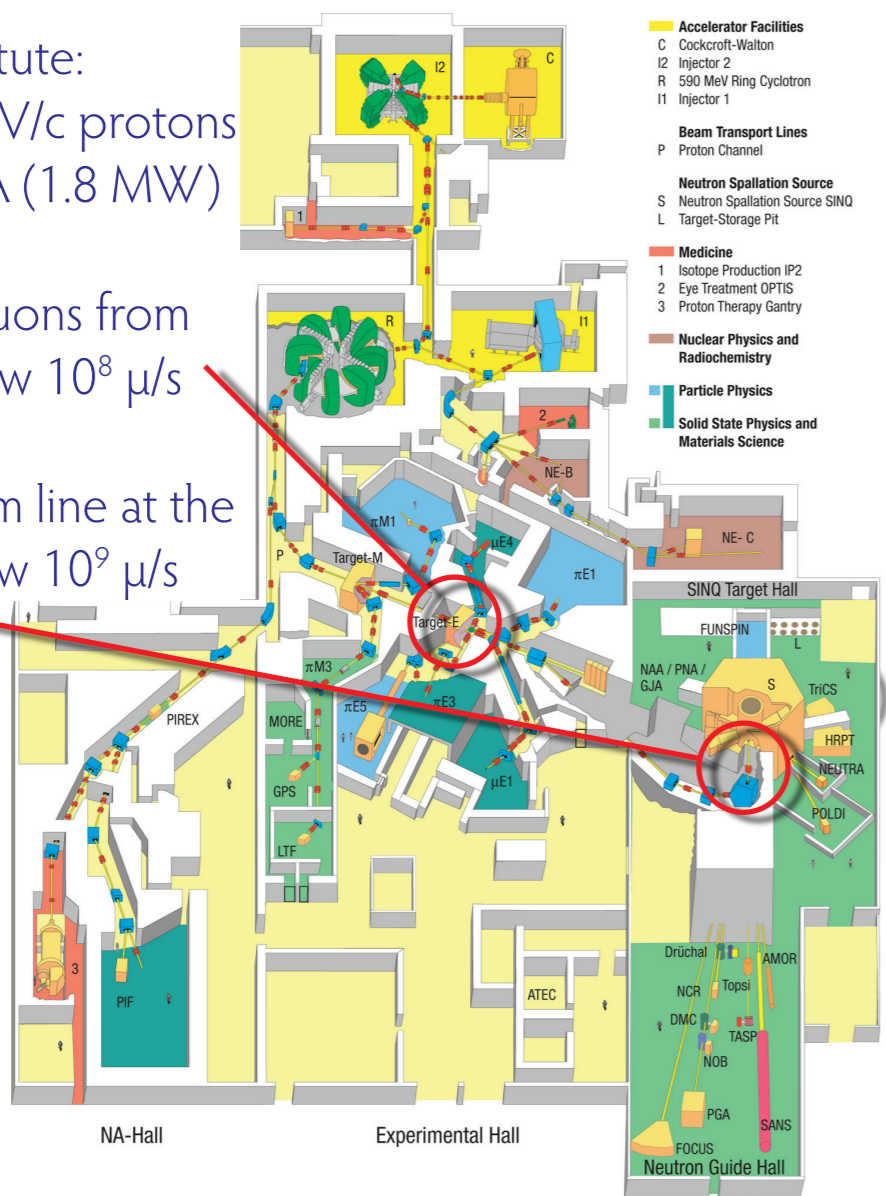 tute:
V/c protons
A (1.8 MW)
uons from
w 10⁸ μ/s
m line at the
w 10⁹ μ/s
Accelerator Facilities
C Cockcroft-Walton
I2 Injector 2
R 590 MeV Ring Cyclotron
I1 Injector 1
Beam Transport Lines
P Proton Channel
Neutron Spallation Source
S Neutron Spallation Source SINQ
L Target-Storage Pit
Medicine
1 Isotope Production IP2
2 Eye Treatment OPTIS
3 Proton Therapy Gantry
Nuclear Physics and
Radiochemistry
Particle Physics
Solid State Physics and
Materials Science
I2
C
1
R
I1
2
NE-B
NE- C
πM1
μE4
πE1
P
Target-M
Target-E
SINQ Target Hall
FUNSPIN
L
NAA / PNA /
GJA
S
TriCS
πM3
πE5
πE3
PIREX
MORE
HRPT
NEUTRA
μE1
GPS
POLDI
LTF
3
PIF
ATEC
Drüchal
AMOR
NCR
Topsi
DMC
TASP
NOB
PGA
SANS
FOCUS
NA-Hall
Experimental Hall
Neutron Guide Hall